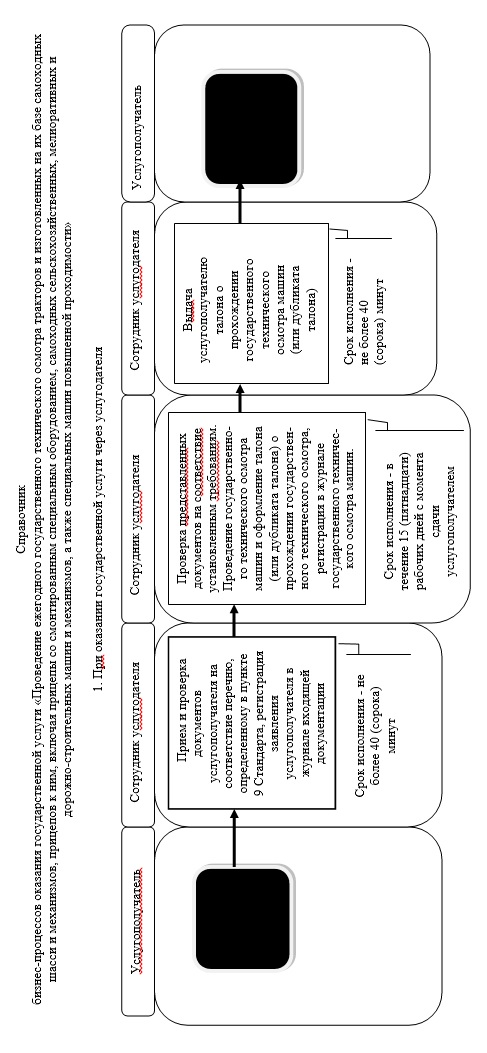 Справочник
бизнес-процессов оказания государственной услуги «Проведение ежегодного государственного технического осмотра тракторов и изготовленных на их базе самоходных
шасси и механизмов, прицепов к ним, включая прицепы со смонтированным специальным оборудованием, самоходных сельскохозяйственных, мелиоративных и
дорожно-строительных машин и механизмов, а также специальных машин повышенной проходимости»
1. При оказании государственной услуги через услугодателя
Услугополучатель
Сотрудник услугодателя
Сотрудник услугодателя
Сотрудник услугодателя
Услугополучатель
Прием и проверка
документов
услугополучателя на
соответствие перечню,
определенному в пункте
9 Стандарта, регистрация
заявления
услугополучателя в
журнале входящей
документации
Срок исполнения - не
более 40 (сорока)
минут
Проверка представленных
документов на соответствие
установленным требованиям.
Проведение государственно-
го технического осмотра
машин и оформление талона
(или дубликата талона) о
прохождении государствен-
ного технического осмотра,
регистрация в журнале
государственного техничес-
кого осмотра машин.
Срок исполнения - в
течение 15 (пятнадцати)
рабочих дней с момента
сдачи
услугополучателем
Выдача
услугополучателю
талона о
прохождении
государственного
технического
осмотра машин
(или дубликата
талона)
Срок исполнения -
не более 40
(сорока) минут